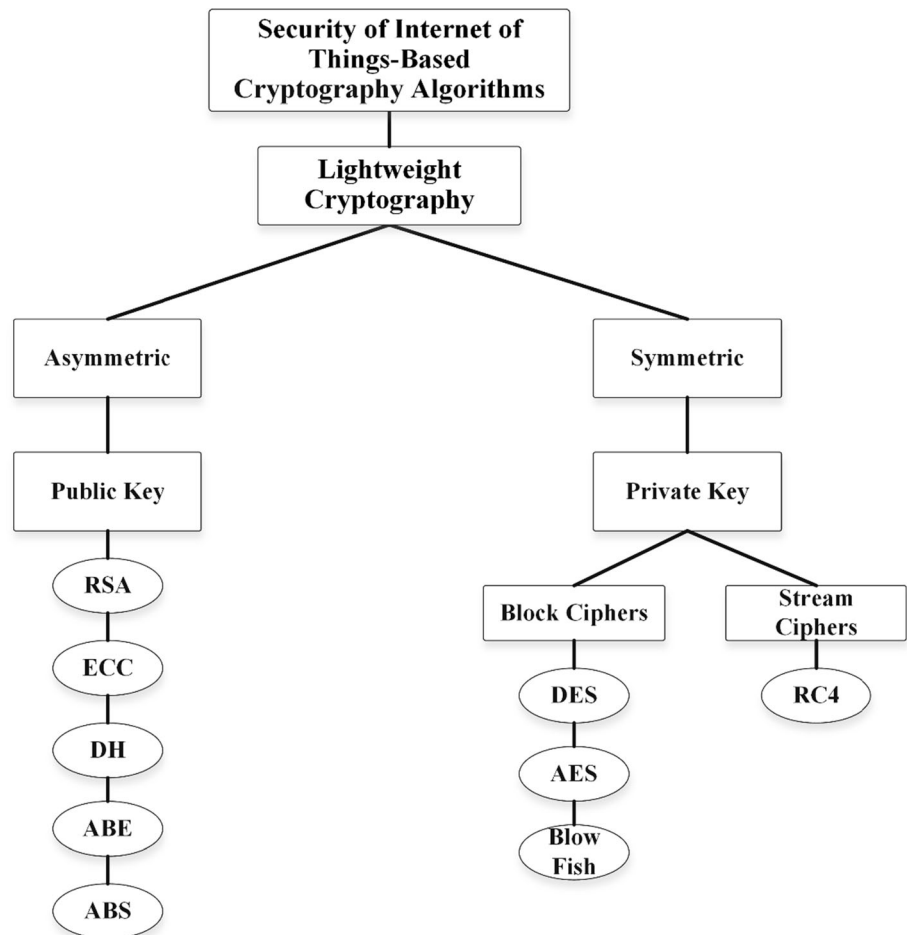 Security of Internet of
Things-Based
Cryptography Algorithms
Lightweight
Cryptography
Asymmetric
Symmetric
Public Key
Private Key
RSA
ECC
DH
ABE
ABS
Block Ciphers
DES
AES
Blow
Fish
Stream
Ciphers
RC4